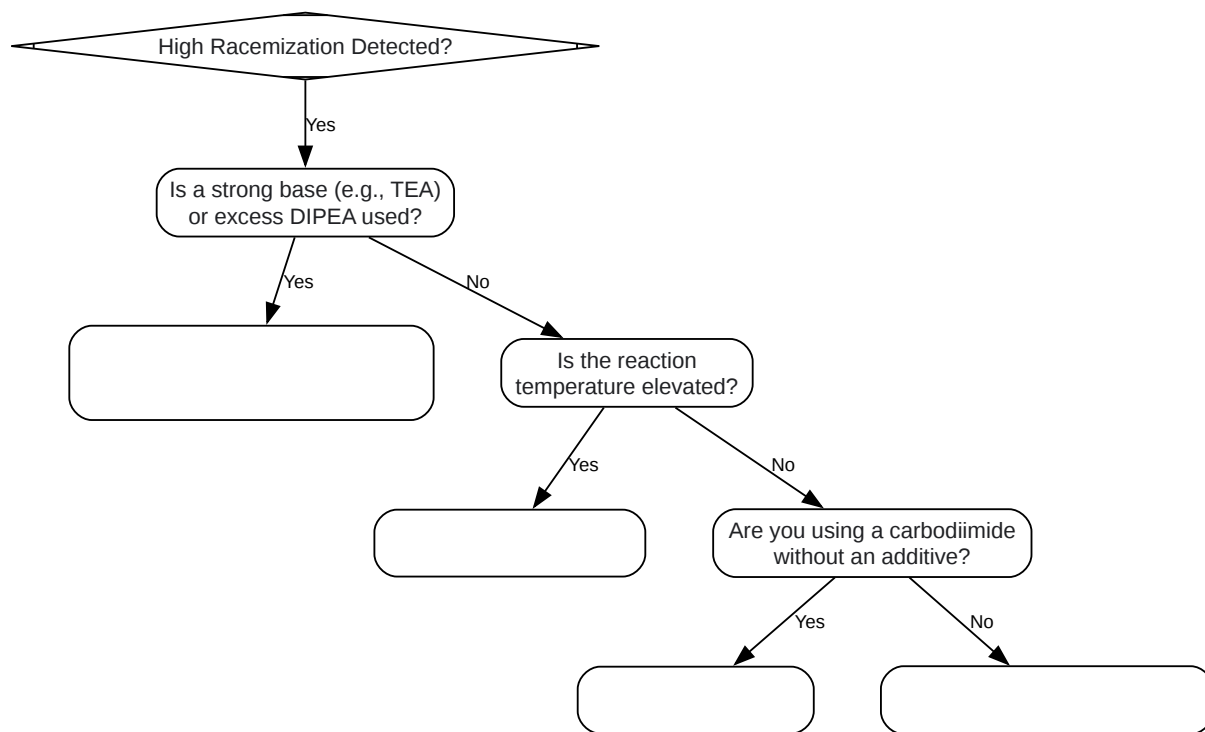 High Racemization Detected?
Yes
Is a strong base (e.g., TEA)
or excess DIPEA used?
Yes
No
Is the reaction
temperature elevated?
Yes
No
Are you using a carbodiimide
without an additive?
Yes
No